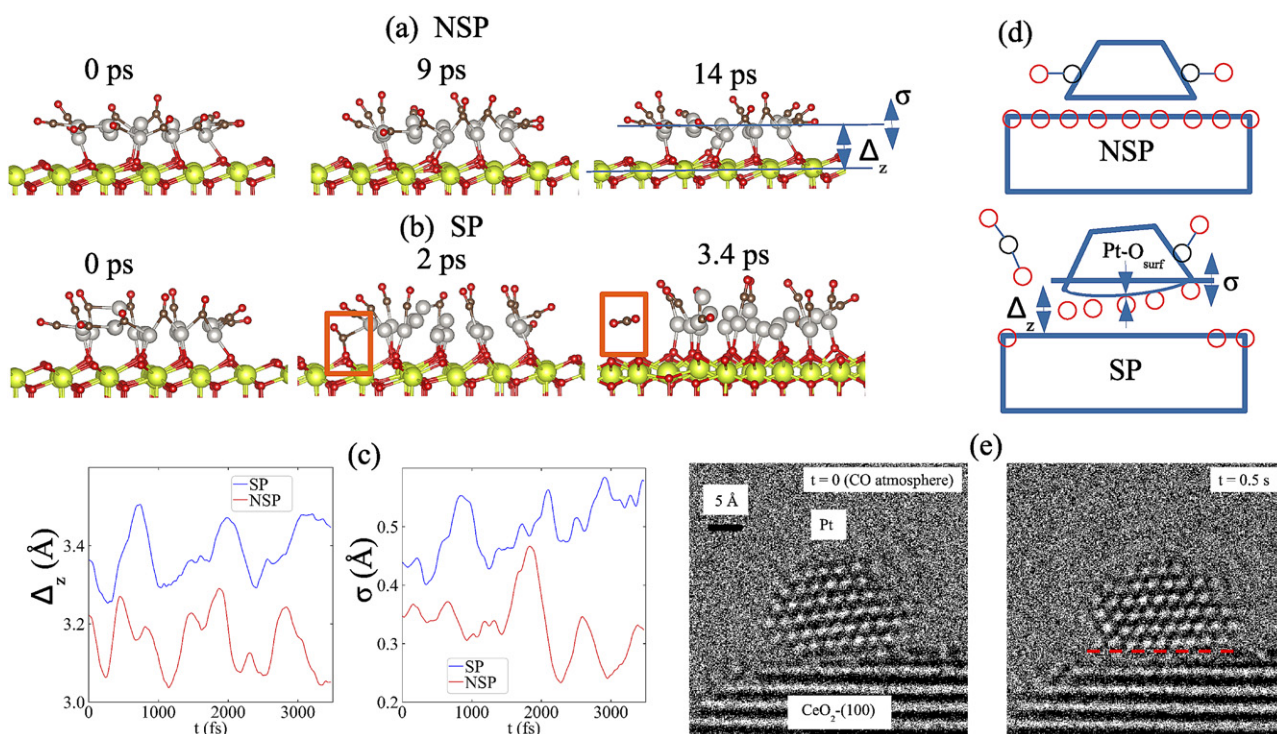 (a) NSP
0 ps
9 ps
14 ps
σ
Δz
(b) SP
0 ps
2 ps
3.4 ps
(c)
Δz (Å)
3.4
3.2
3.0
SP
NSP
0
1000
2000
3000
t (fs)
σ (Å)
0.5
0.4
0.3
0.2
SP
NSP
0
1000
2000
3000
t (fs)
(d)
NSP
Pt-Osurf
σ
Δz
SP
(e)
t = 0 (CO atmosphere)
5 Å
Pt
CeO2-(100)
t = 0.5 s